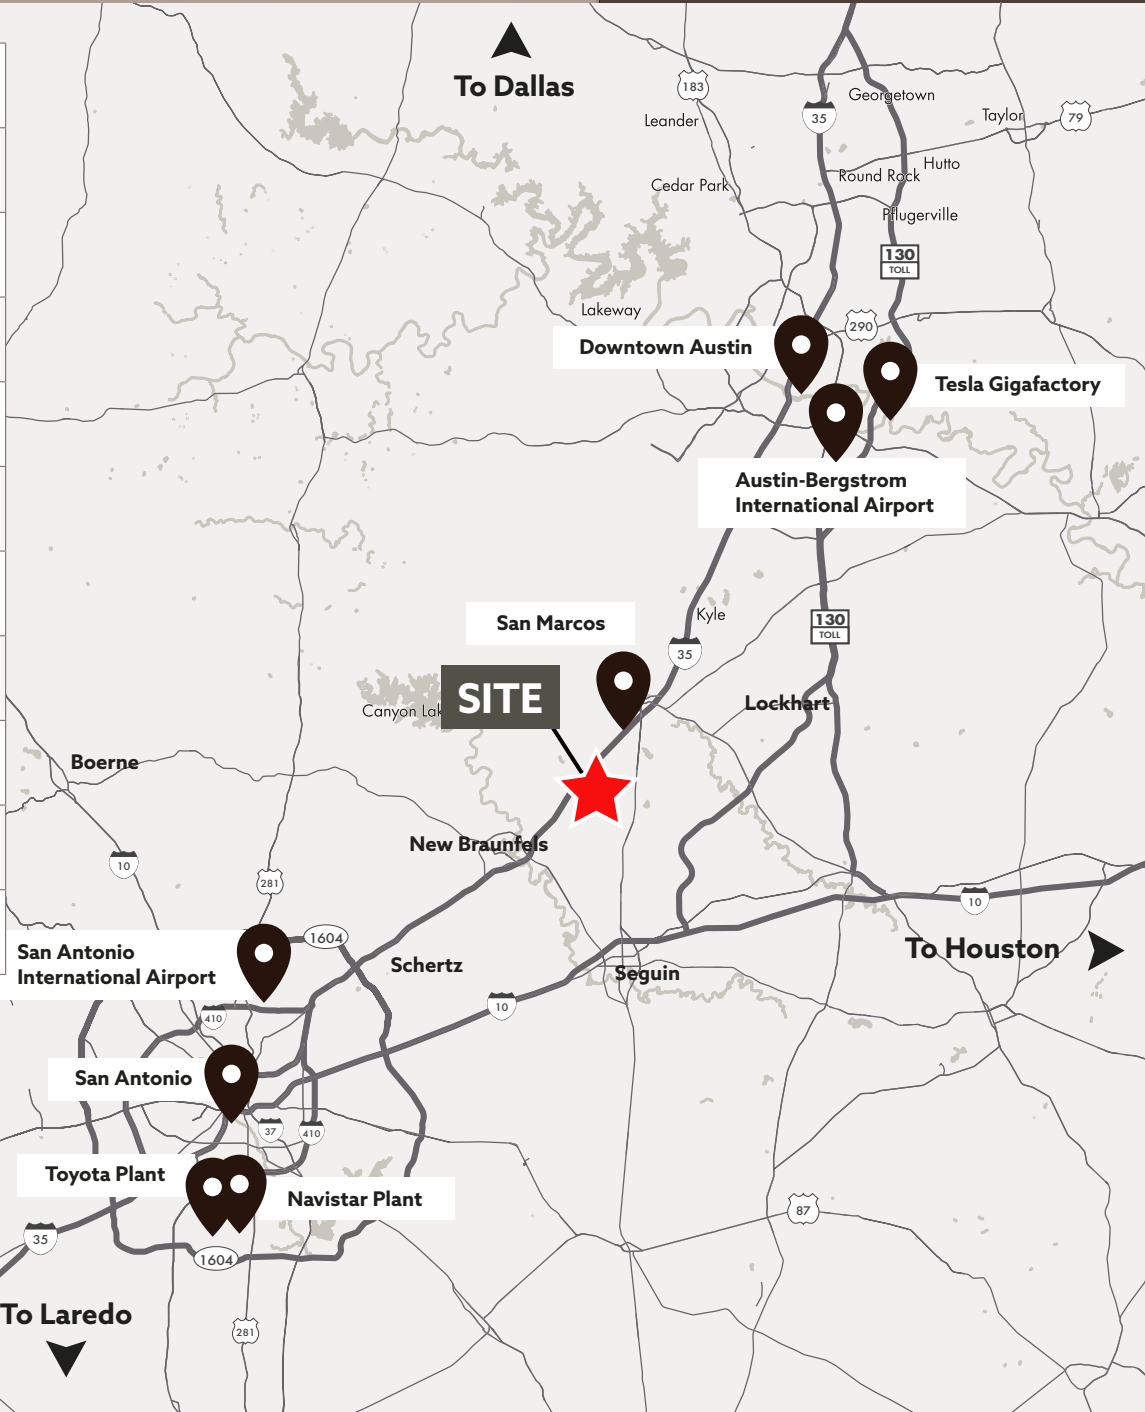 To Dallas
183
Georgetown
35
Leander
Taylor
79
Hutto
Round Rock
Cedar Park
Pflugerville
130
TOLL
Lakeway
290
Downtown Austin
Tesla Gigafactory
Austin-Bergstrom
International Airport
San Marcos
Kyle
130
TOLL
35
SITE
Lockhart
Canyon Lak
Boerne
New Braunfels
10
281
10
1604
To Houston
San Antonio
International Airport
Schertz
Seguin
10
410
San Antonio
37
410
Toyota Plant
Navistar Plant
87
35
1604
To Laredo
281